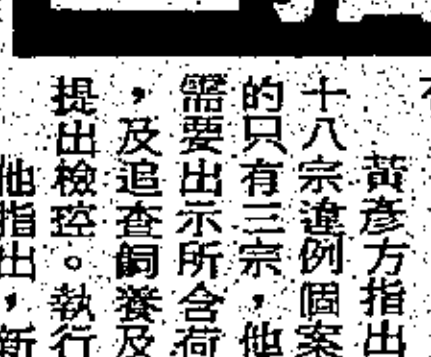 黃彥方指出
十八宗違例個案
的只有三宗，他
需要出示所含荷
，及追查飼養及
提出檢控。執行
他指出，新